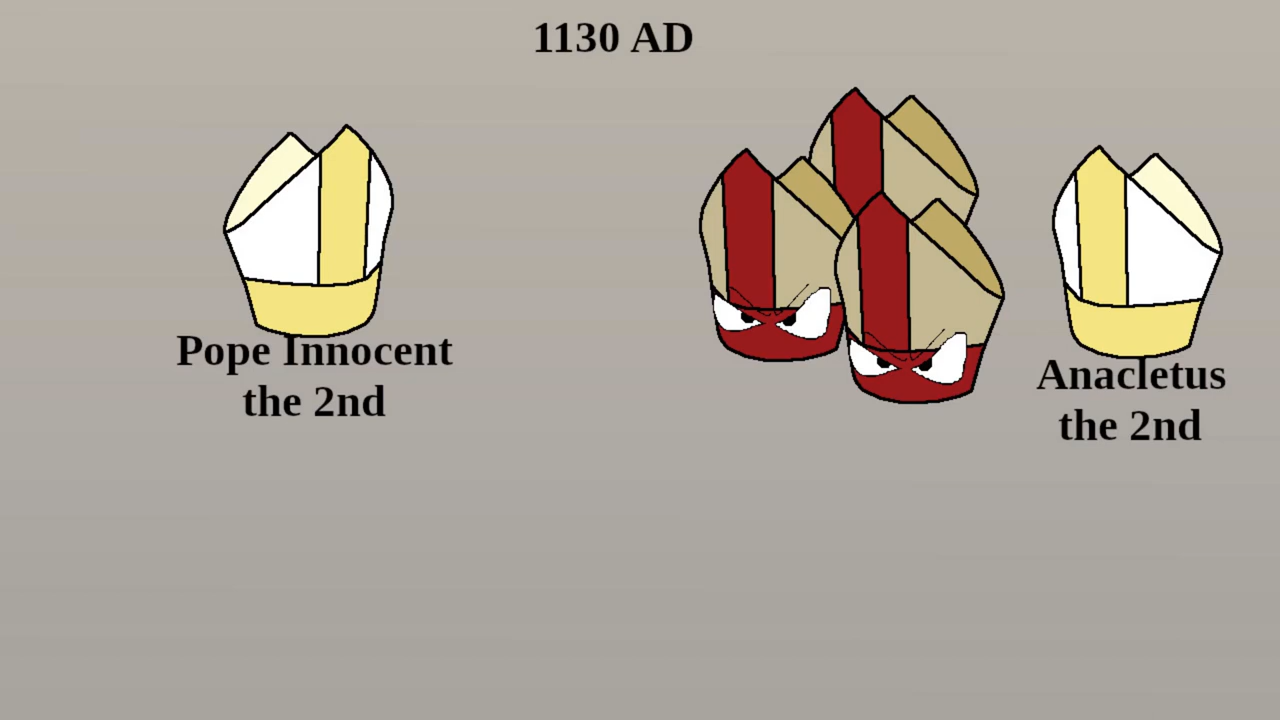 1130 AD
Pope Innocent
the 2nd
Anacletus
the 2nd